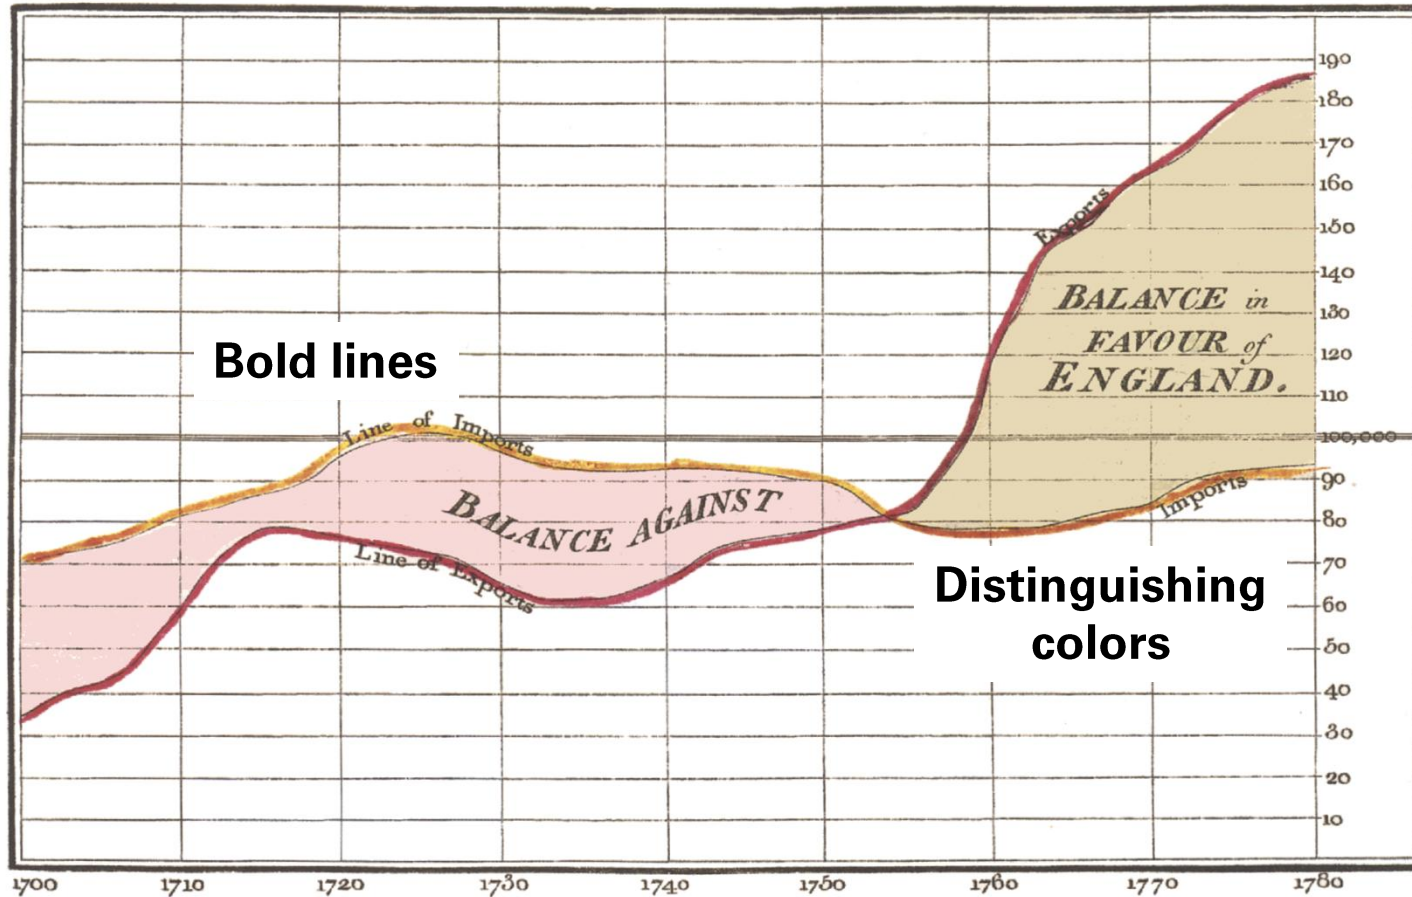 190
180
170
160
150
140
130
120
110
100,000
90
80
70
60
50
40
30
20
10
Exports
BALANCE in
FAVOUR of
ENGLAND.
Bold lines
Line of Imports
BALANCE AGAINST
Line of Exports
Imports
Distinguishing
colors
1700 1710 1720 1730 1740 1750 1760 1770 1780